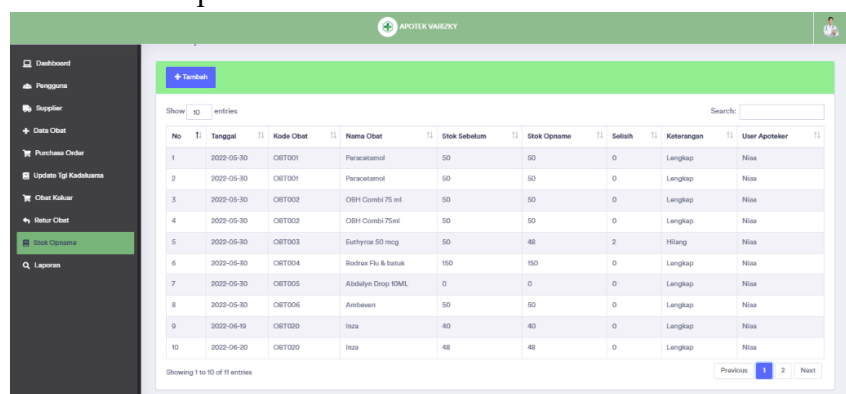 APOTEK VAIRZKY
Dashboard
Pengguna
Supplier
Data Obat
Purchase Order
Update Tgl Kadaluarsa
Obat Keluar
Retur Obat
Stok Opname
Laporan
+ Tambah
Show 10 entries Search:
No Tanggal Kode Obat Nama Obat Stok Sebelum Stok Opname Selisih Keterangan User Apoteker
1 2022-05-30 OBT001 Paracetamol 50 50 0 Lengkap Nisa
2 2022-05-30 OBT001 Paracetamol 50 50 0 Lengkap Nisa
3 2022-05-30 OBT002 OBH Combi 75 ml 50 50 0 Lengkap Nisa
4 2022-05-30 OBT002 OBH Combi 75ml 50 50 0 Lengkap Nisa
5 2022-05-30 OBT003 Euthyrox 50 mcg 50 48 2 Hilang Nisa
6 2022-05-30 OBT004 Bodrex Flu & batuk 150 150 0 Lengkap Nisa
7 2022-05-30 OBT005 Abdelyn Drop 10ML 0 0 0 Lengkap Nisa
8 2022-05-30 OBT006 Ambeven 50 50 0 Lengkap Nisa
9 2022-06-19 OBT020 Inza 40 40 0 Lengkap Nisa
10 2022-06-20 OBT020 Inza 48 48 0 Lengkap Nisa
Showing 1 to 10 of 11 entries Previous 1 2 Next